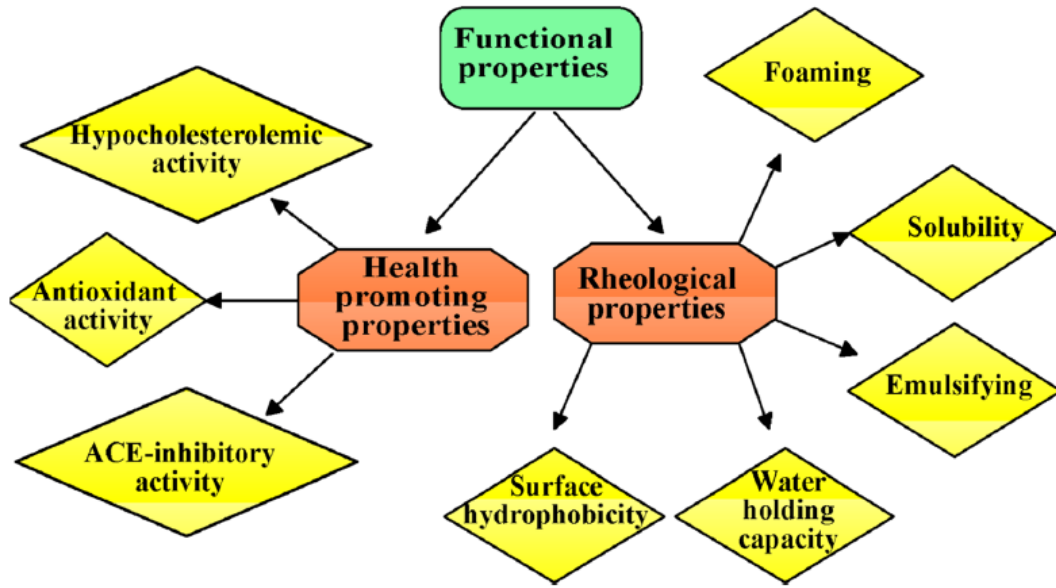 Functional
properties
Foaming
Hypocholesterolemic
activity
Solubility
Health
promoting
properties
Rheological
properties
Antioxidant
activity
Emulsifying
ACE-inhibitory
activity
Surface
hydrophobicity
Water
holding
capacity